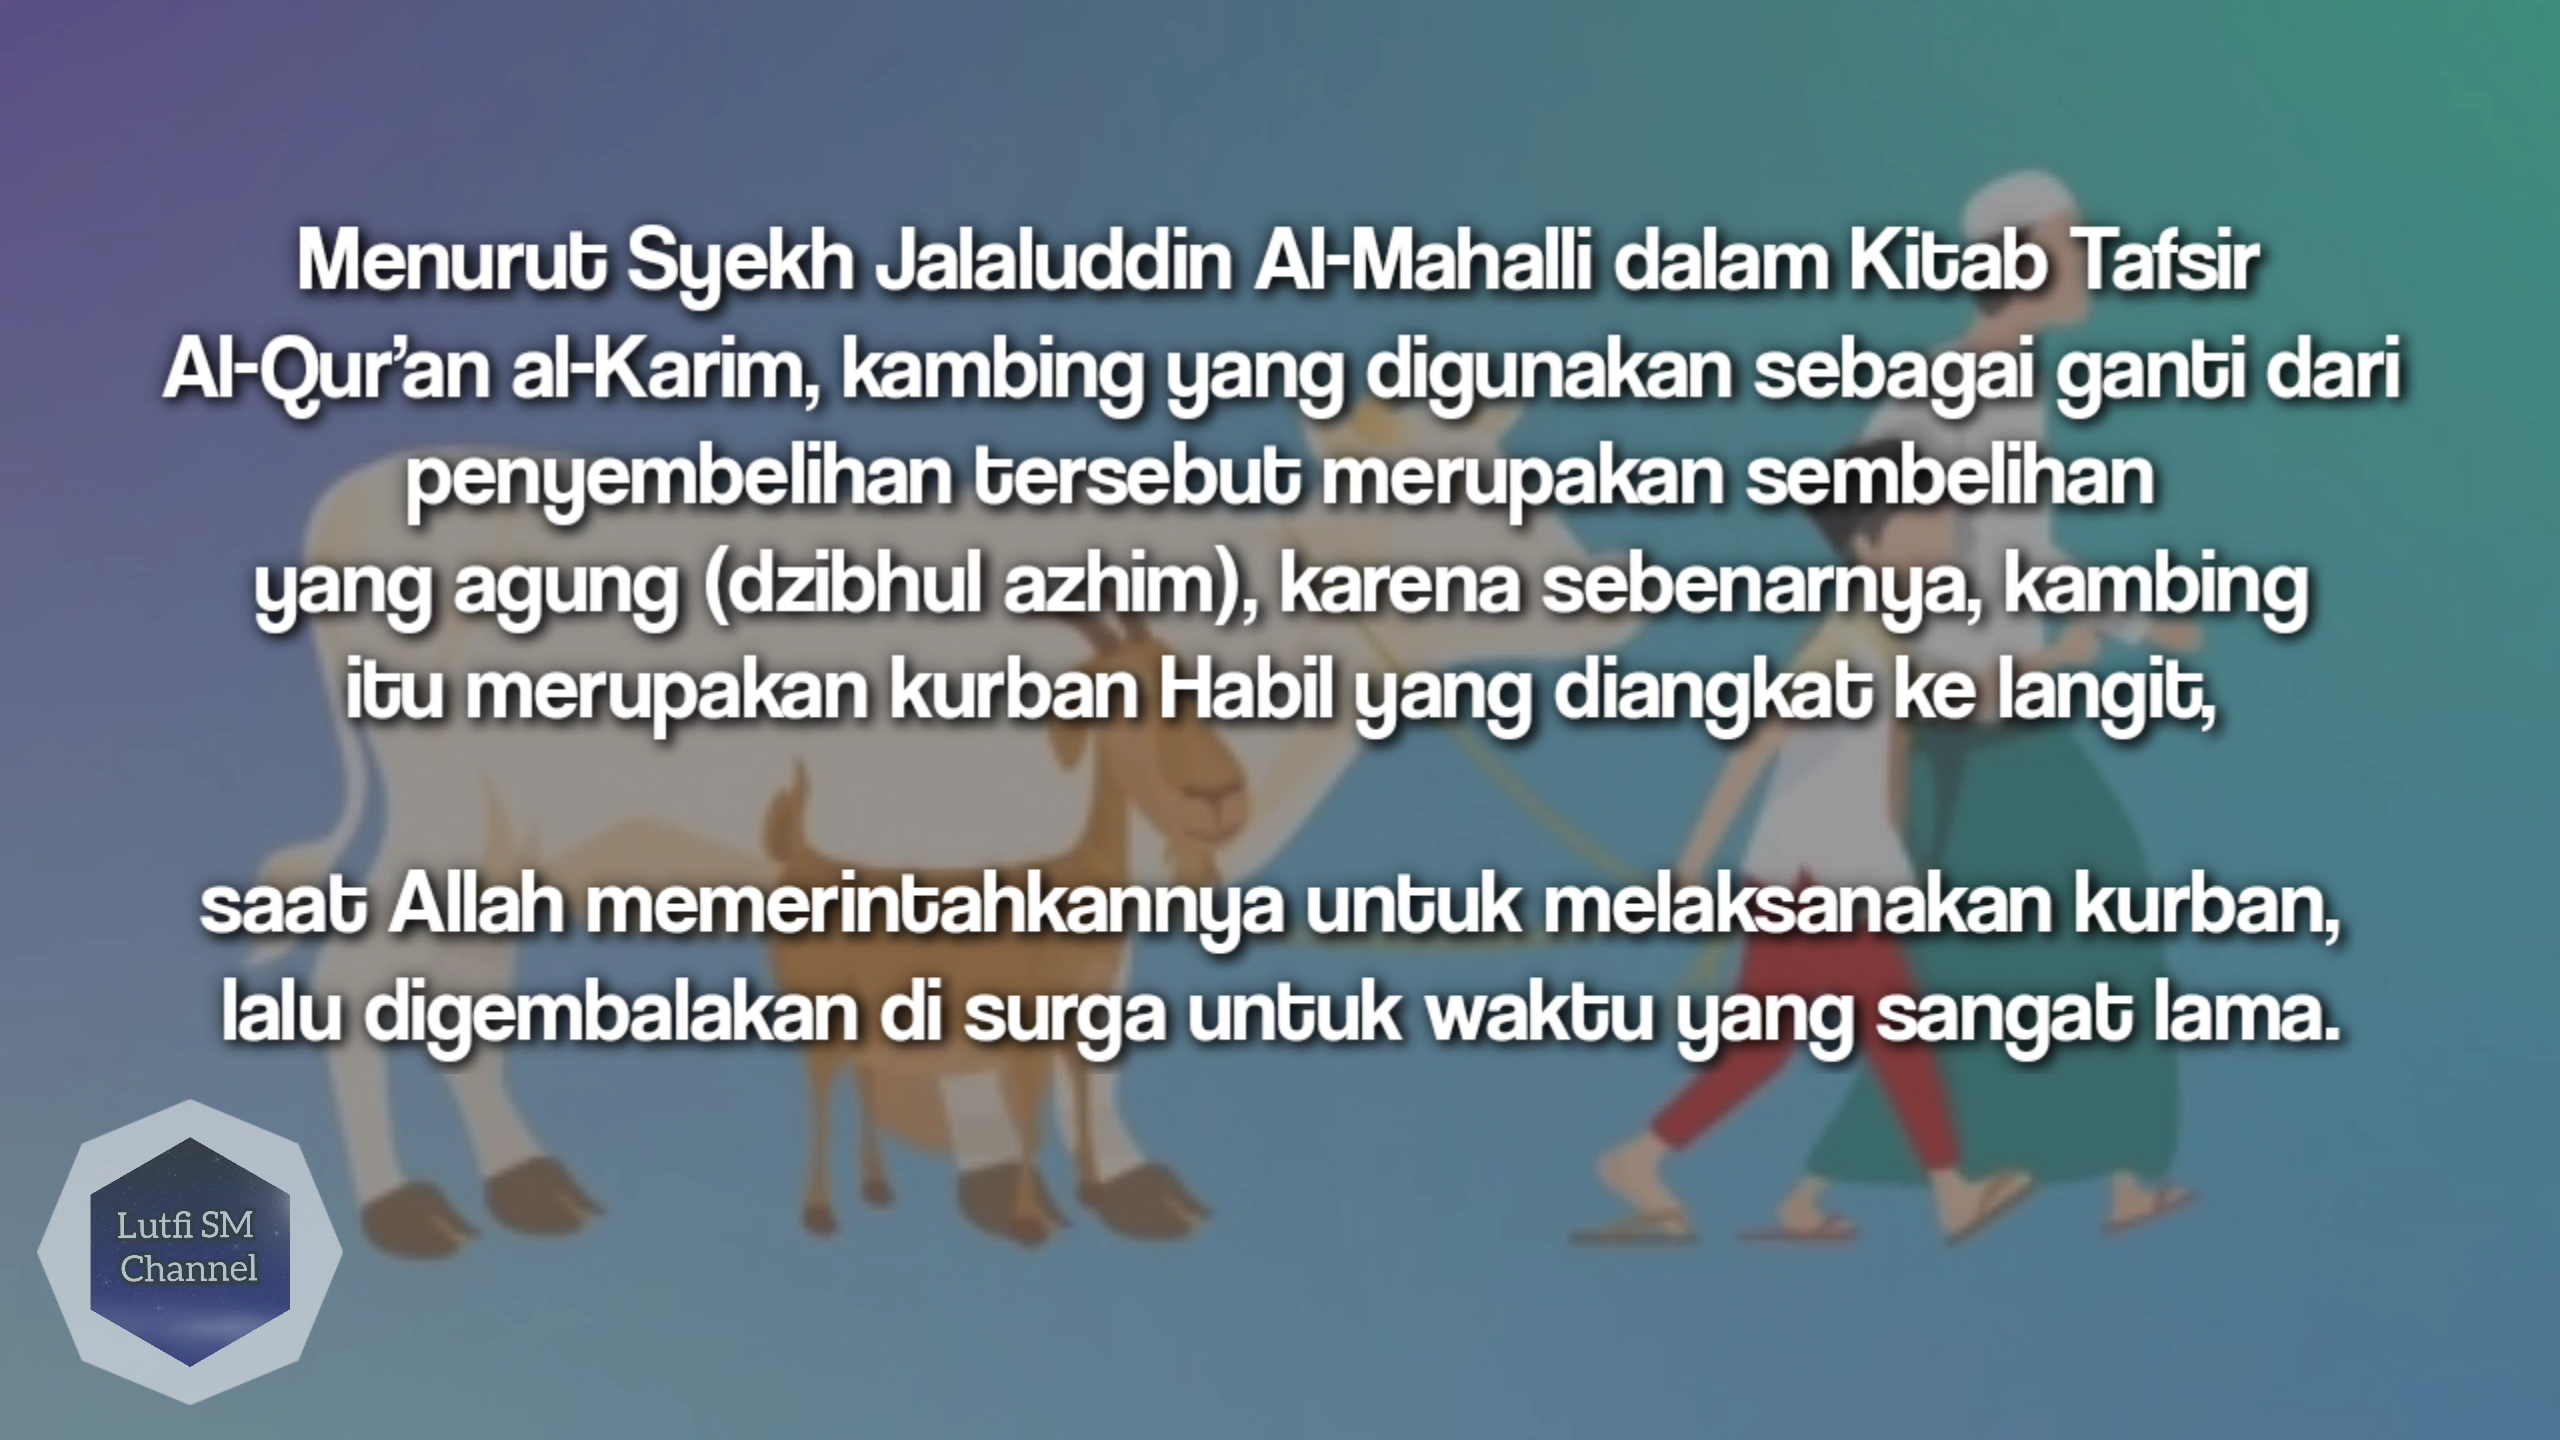 Menurut Syekh Jalaluddin Al-Mahalli dalam Kitab Tafsir
Al-Qur’an al-Karim, kambing yang digunakan sebagai ganti dari
penyembelihan tersebut merupakan sembelihan
yang agung (dzibhul azhim), karena sebenarnya, kambing
itu merupakan kurban Habil yang diangkat ke langit,
saat Allah memerintahkannya untuk melaksanakan kurban,
lalu digembalakan di surga untuk waktu yang sangat lama.
Lutfi SM
Channel